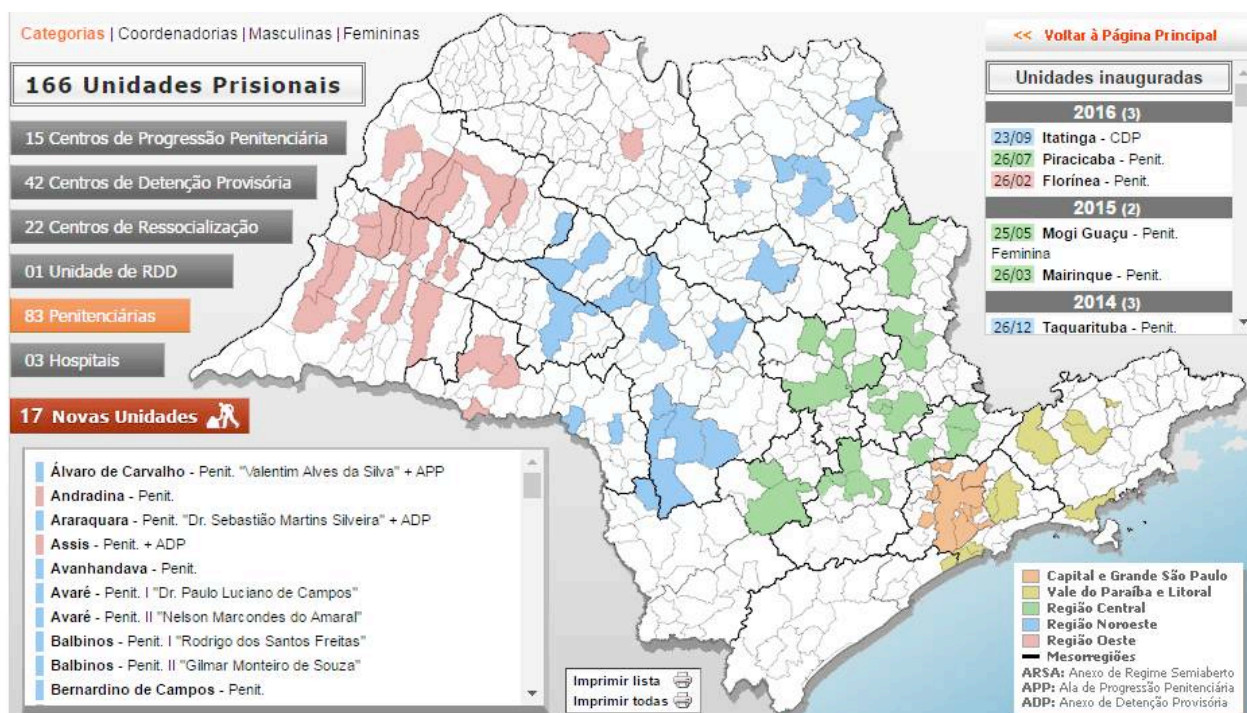 Categorias | Coordenadorias | Masculinas | Femininas
166 Unidades Prisionais
15 Centros de Progressão Penitenciária
42 Centros de Detenção Provisória
22 Centros de Ressocialização
01 Unidade de RDD
83 Penitenciárias
03 Hospitais
17 Novas Unidades
Álvaro de Carvalho - Penit. "Valentim Alves da Silva" + APP
Andradina - Penit.
Araraquara - Penit. "Dr. Sebastião Martins Silveira" + ADP
Assis - Penit. + ADP
Avanhandava - Penit.
Avaré - Penit. I "Dr. Paulo Luciano de Campos"
Avaré - Penit. II "Nelson Marcondes do Amaral"
Balbinos - Penit. I "Rodrigo dos Santos Freitas"
Balbinos - Penit. II "Gilmar Monteiro de Souza"
Bernardino de Campos - Penit.
Imprimir lista
Imprimir todas
<< Voltar à Página Principal
Unidades inauguradas
2016 (3)
23/09 Itatinga - CDP
26/07 Piracicaba - Penit.
26/02 Florínea - Penit.
2015 (2)
25/05 Mogi Guaçu - Penit.
Feminina
26/03 Mairinque - Penit.
2014 (3)
26/12 Taquarituba - Penit.
Capital e Grande São Paulo
Vale do Paraíba e Litoral
Região Central
Região Noroeste
Região Oeste
Mesorregiões
ARSA: Anexo de Regime Semiaberto
APP: Ala de Progressão Penitenciária
ADP: Anexo de Detenção Provisória